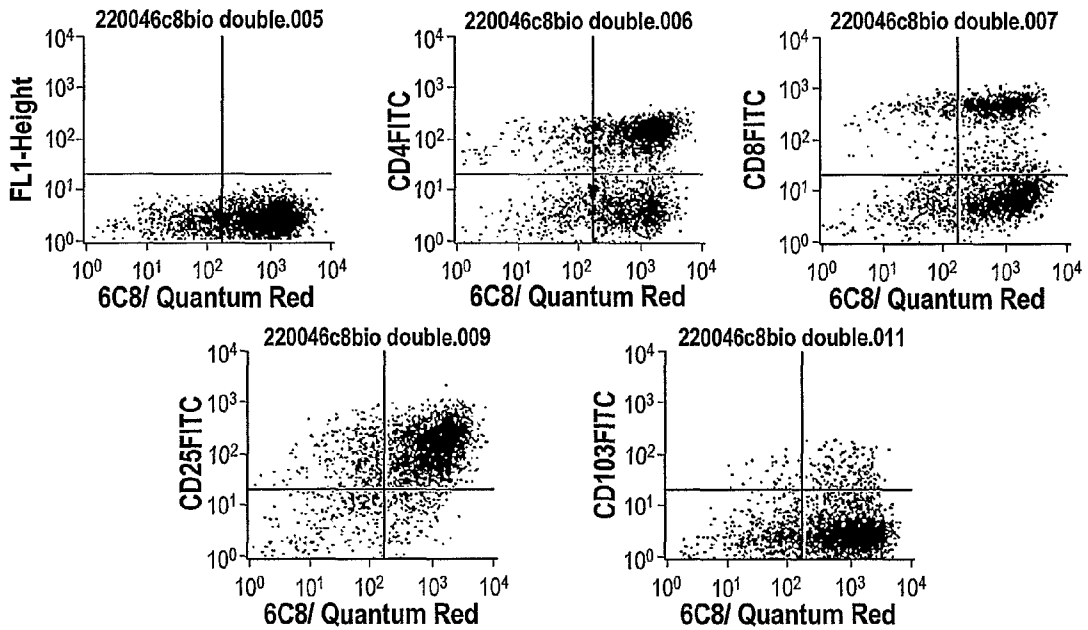 220046c8bio double.005
FL1-Height
10⁴
10³
10²
10¹
10⁰
10⁰ 10¹ 10² 10³ 10⁴
6C8/ Quantum Red
220046c8bio double.006
CD4FITC
10⁴
10³
10²
10¹
10⁰
10⁰ 10¹ 10² 10³ 10⁴
6C8/ Quantum Red
220046c8bio double.007
CD8FITC
10⁴
10³
10²
10¹
10⁰
10⁰ 10¹ 10² 10³ 10⁴
6C8/ Quantum Red
220046c8bio double.009
CD25FITC
10⁴
10³
10²
10¹
10⁰
10⁰ 10¹ 10² 10³ 10⁴
6C8/ Quantum Red
220046c8bio double.011
CD103FITC
10⁴
10³
10²
10¹
10⁰
10⁰ 10¹ 10² 10³ 10⁴
6C8/ Quantum Red